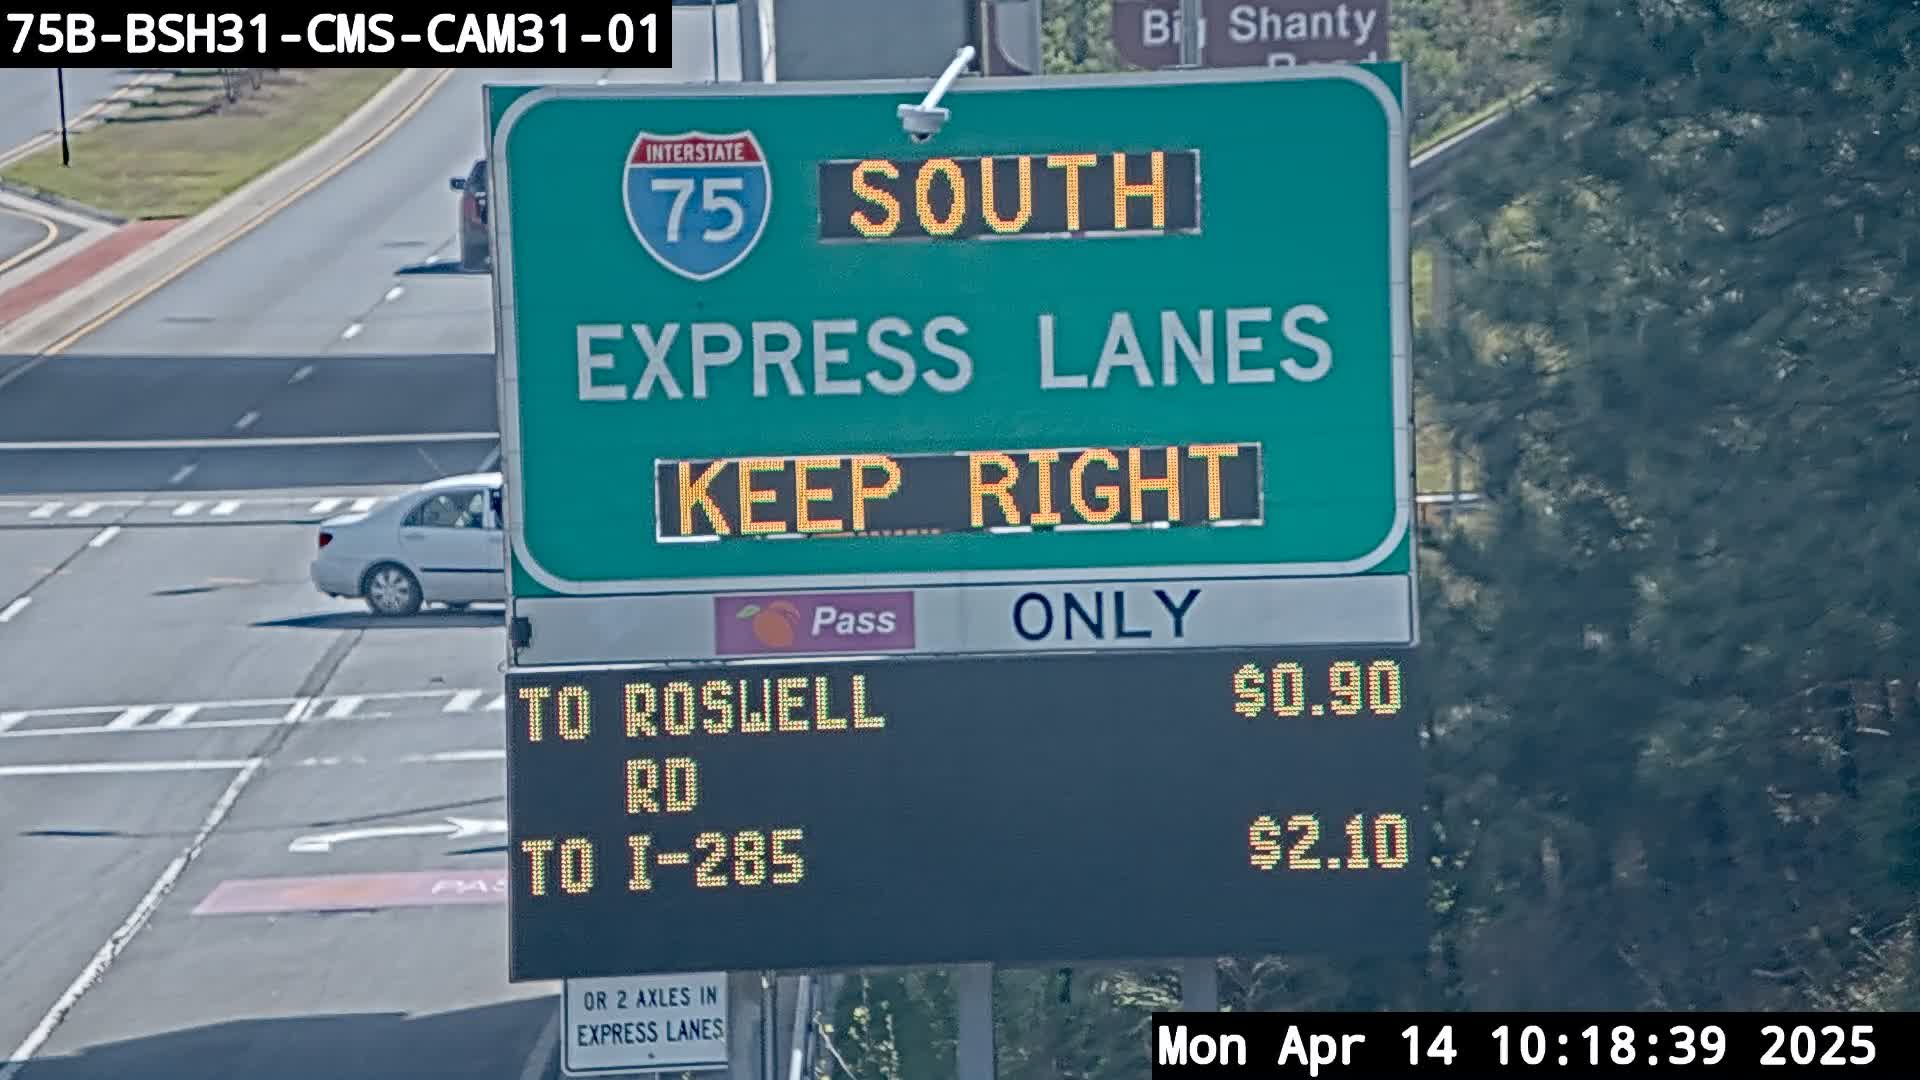 75B-BSH31-CMS-CAM31-01
Big Shanty
Road
INTERSTATE
75
SOUTH
EXPRESS LANES
KEEP RIGHT
Pass ONLY
TO ROSWELL $0.90
RD
TO I-285 $2.10
PAS
OR 2 AXLES IN
EXPRESS LANES
Mon Apr 14 10:18:39 2025